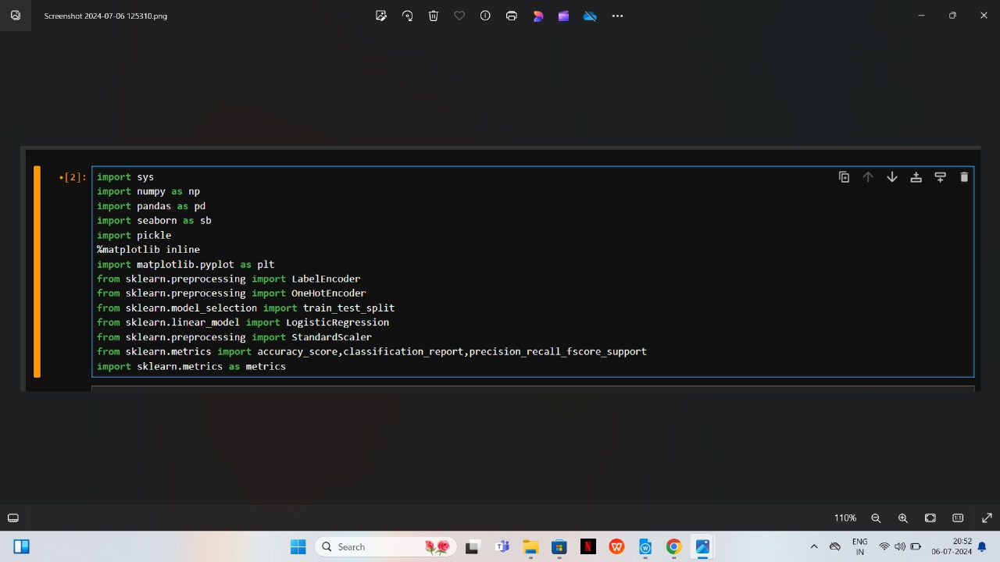 Screenshot 2024-07-06 125310.png
•[2]:
import sys
import numpy as np
import pandas as pd
import seaborn as sb
import pickle
%matplotlib inline
import matplotlib.pyplot as plt
from sklearn.preprocessing import LabelEncoder
from sklearn.preprocessing import OneHotEncoder
from sklearn.model_selection import train_test_split
from sklearn.linear_model import LogisticRegression
from sklearn.preprocessing import StandardScaler
from sklearn.metrics import accuracy_score,classification_report,precision_recall_fscore_support
import sklearn.metrics as metrics
110%
1:1
Search
T
N
W
W
ENG
IN
20:52
06-07-2024